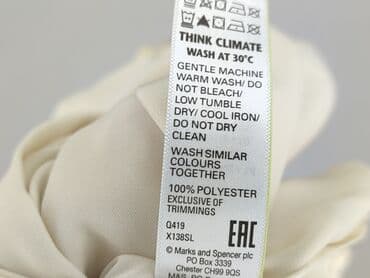 THINK CLIMATE
WASH AT 30°C
GENTLE MACHINE
WARM WASH/ DO
NOT BLEACH/
LOW TUMBLE
DRY/ COOL IRON/
DO NOT DRY
CLEAN
WASH SIMILAR
COLOURS
TOGETHER
100% POLYESTER
EXCLUSIVE OF
TRIMMINGS
G419
X138SL
EAC
© Marks and Spencer plc
PO Box 3339
Chester CH99 9QS